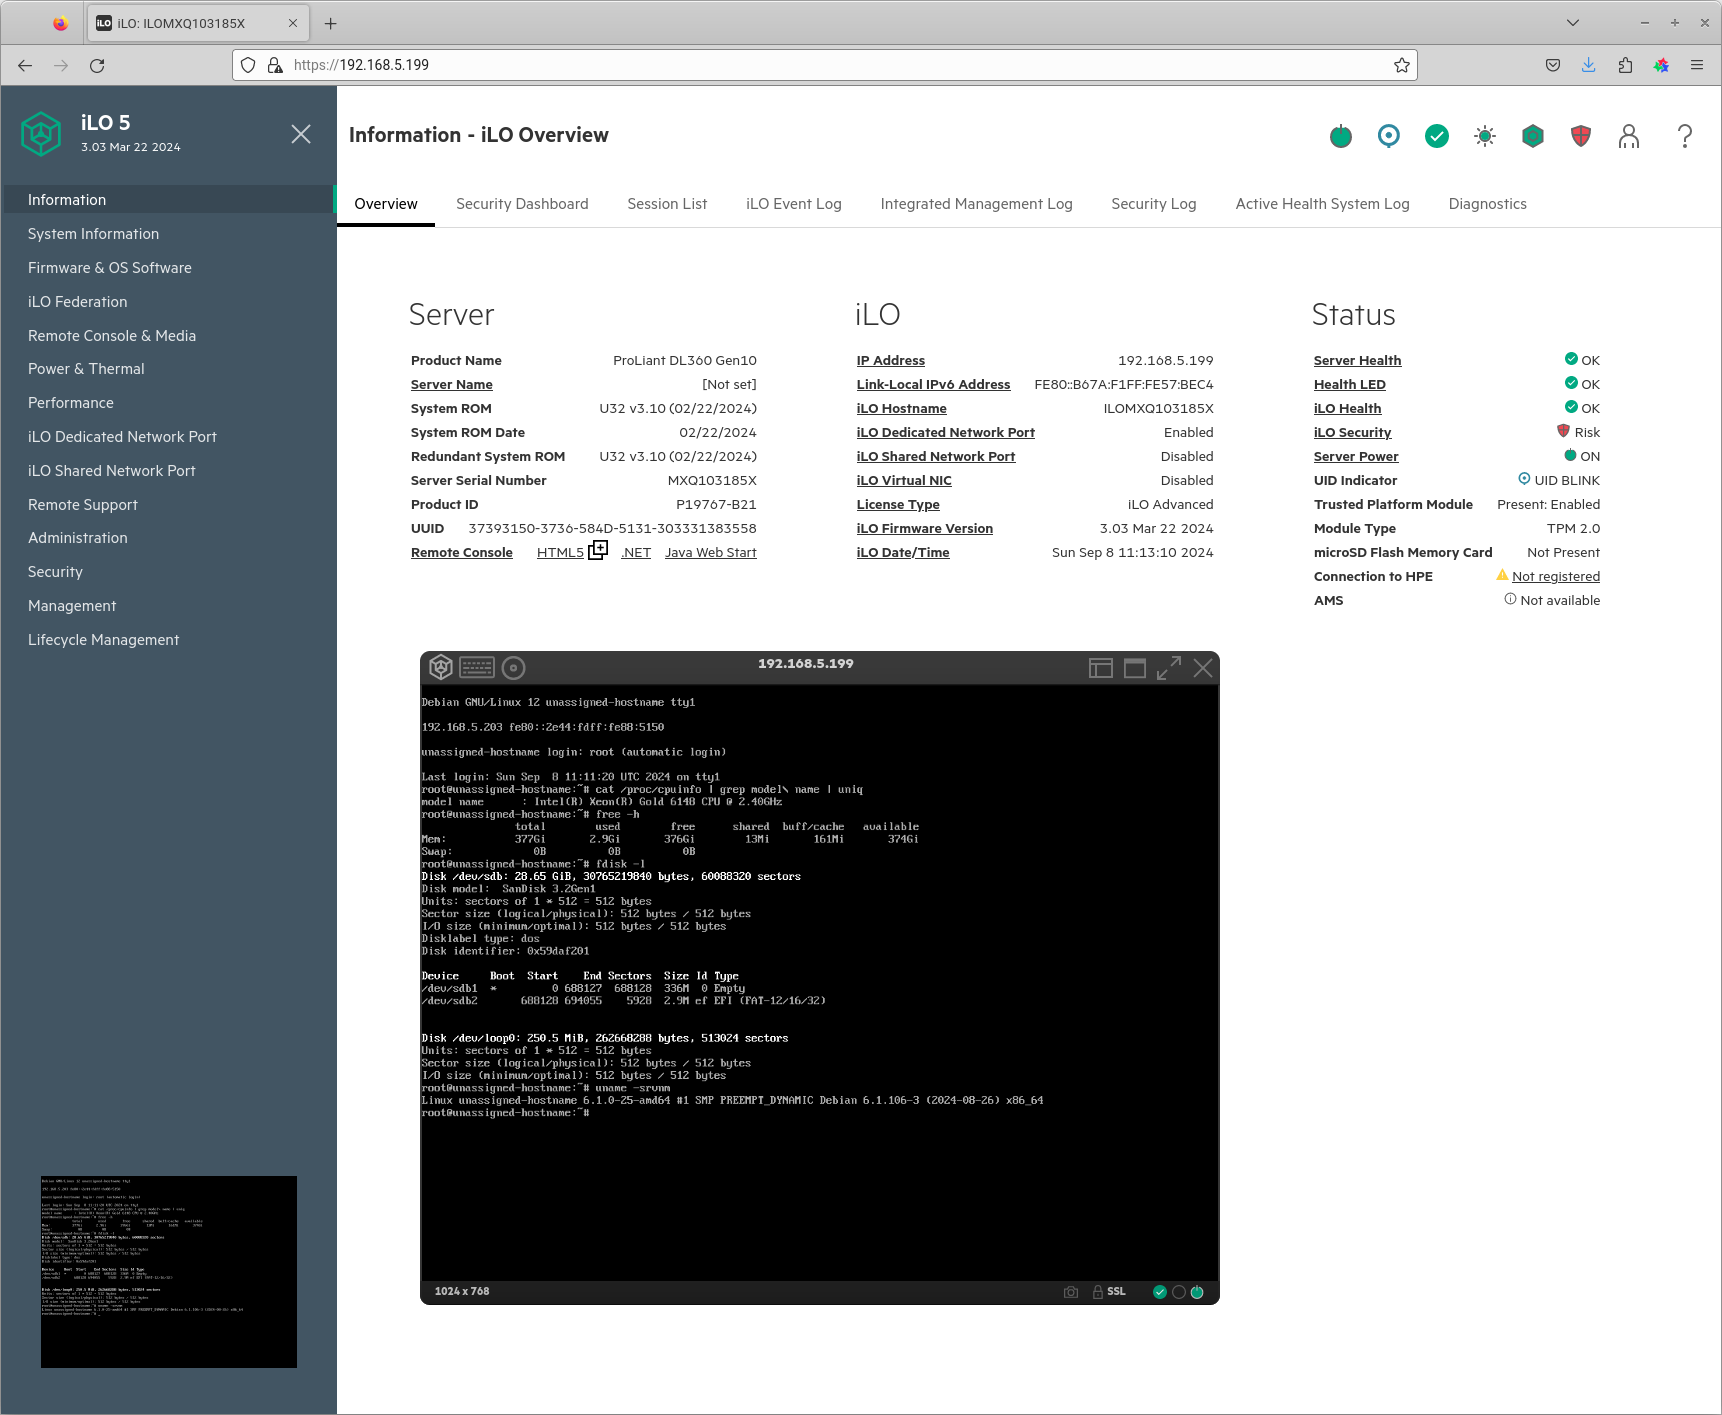 iLO iLO: ILOMXQ103185X
https://192.168.5.199
iLO 5
3.03 Mar 22 2024
Information
System Information
Firmware & OS Software
iLO Federation
Remote Console & Media
Power & Thermal
Performance
iLO Dedicated Network Port
iLO Shared Network Port
Remote Support
Administration
Security
Management
Lifecycle Management
Information - iLO Overview
Overview Security Dashboard Session List iLO Event Log Integrated Management Log Security Log Active Health System Log Diagnostics
Server
Product Name ProLiant DL360 Gen10
Server Name [Not set]
System ROM U32 v3.10 (02/22/2024)
System ROM Date 02/22/2024
Redundant System ROM U32 v3.10 (02/22/2024)
Server Serial Number MXQ103185X
Product ID P19767-B21
UUID 37393150-3736-584D-5131-303331383558
Remote Console HTML5 .NET Java Web Start
iLO
IP Address 192.168.5.199
Link-Local IPv6 Address FE80::B67A:F1FF:FE57:BEC4
iLO Hostname ILOMXQ103185X
iLO Dedicated Network Port Enabled
iLO Shared Network Port Disabled
iLO Virtual NIC Disabled
License Type iLO Advanced
iLO Firmware Version 3.03 Mar 22 2024
iLO Date/Time Sun Sep 8 11:13:10 2024
Status
Server Health OK
Health LED OK
iLO Health OK
iLO Security Risk
Server Power ON
UID Indicator UID BLINK
Trusted Platform Module Present: Enabled
Module Type TPM 2.0
microSD Flash Memory Card Not Present
Connection to HPE Not registered
AMS Not available
192.168.5.199
Debian GNU/Linux 12 unassigned-hostname tty1
192.168.5.203 fe80::2e44:fdff:fe88:5150
unassigned-hostname login: root (automatic login)
Last login: Sun Sep  8 11:11:20 UTC 2024 on tty1
root@unassigned-hostname:~# cat /proc/cpuinfo | grep model\ name | uniq
model name      : Intel(R) Xeon(R) Gold 6148 CPU @ 2.40GHz
root@unassigned-hostname:~# free -h
total        used        free      shared  buff/cache   available
Mem:           377Gi       2.9Gi       376Gi        13Mi       161Mi       374Gi
Swap:             0B          0B          0B
root@unassigned-hostname:~# fdisk -l
Disk /dev/sdb: 28.65 GiB, 30765219840 bytes, 60088320 sectors
Disk model:  SanDisk 3.2Gen1
Units: sectors of 1 * 512 = 512 bytes
Sector size (logical/physical): 512 bytes / 512 bytes
I/O size (minimum/optimal): 512 bytes / 512 bytes
Disklabel type: dos
Disk identifier: 0x59daf201
Device     Boot  Start    End Sectors  Size Id Type
/dev/sdb1  *         0 688127  688128  336M  0 Empty
/dev/sdb2       688128 694055    5928  2.9M ef EFI (FAT-12/16/32)
Disk /dev/loop0: 250.5 MiB, 262668288 bytes, 513024 sectors
Units: sectors of 1 * 512 = 512 bytes
Sector size (logical/physical): 512 bytes / 512 bytes
I/O size (minimum/optimal): 512 bytes / 512 bytes
root@unassigned-hostname:~# uname -srvnm
Linux unassigned-hostname 6.1.0-25-amd64 #1 SMP PREEMPT_DYNAMIC Debian 6.1.106-3 (2024-08-26) x86_64
root@unassigned-hostname:~#
1024 x 768 SSL